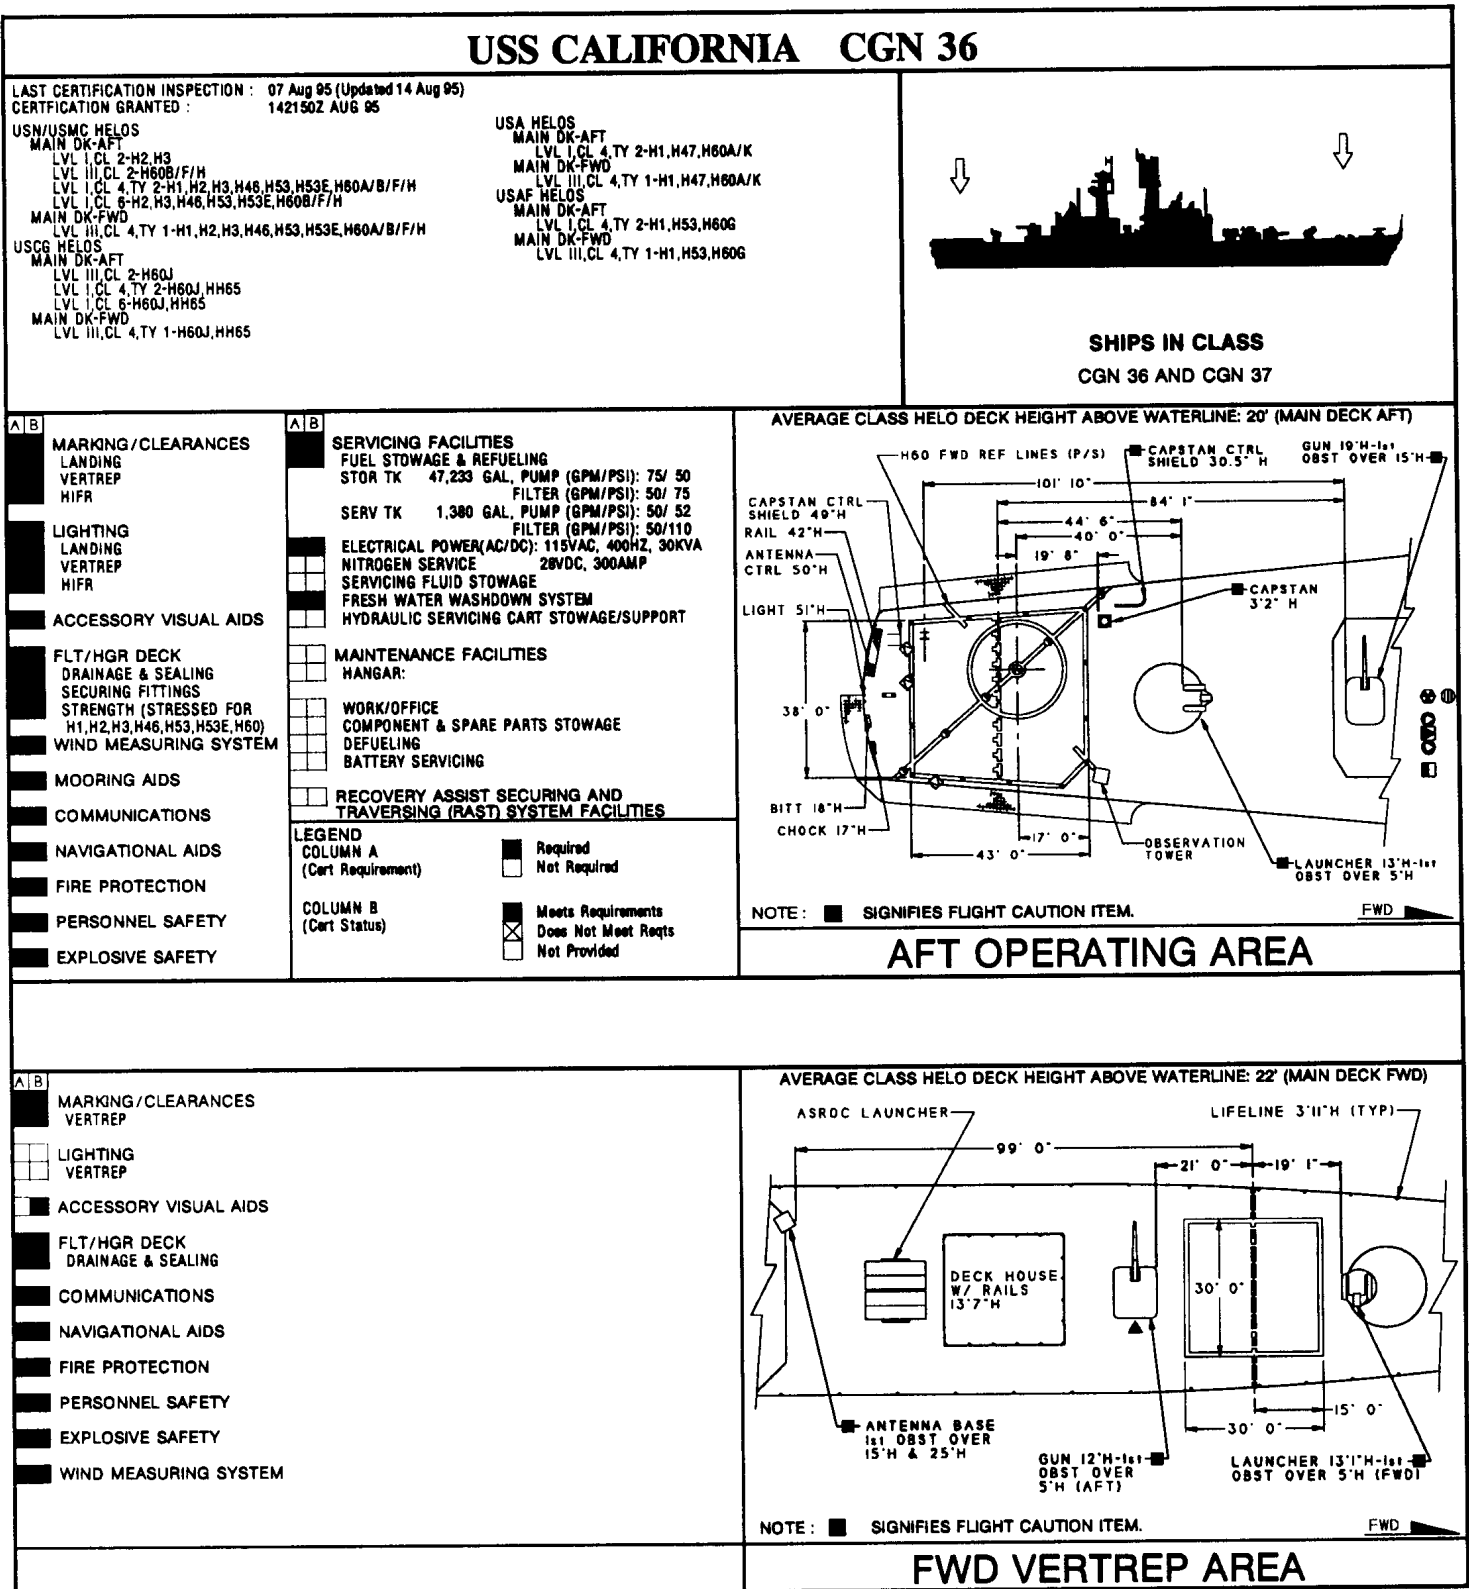 USS CALIFORNIA CGN 36
LAST CERTIFICATION INSPECTION : 07 Aug 95 (Updated 14 Aug 95)
CERTFICATION GRANTED : 142150Z AUG 95
USN/USMC HELOS
MAIN DK-AFT
LVL I,CL 2-H2,H3
LVL III,CL 2-H60B/F/H
LVL I,CL 4,TY 2-H1,H2,H3,H46,H53,H53E,H60A/B/F/H
LVL I,CL 6-H2,H3,H46,H53,H53E,H60B/F/H
MAIN DK-FWD
LVL III,CL 4,TY 1-H1,H2,H3,H46,H53,H53E,H60A/B/F/H
USCG HELOS
MAIN DK-AFT
LVL III,CL 2-H60J
LVL I,CL 4,TY 2-H60J,HH65
LVL I,CL 6-H60J,HH65
MAIN DK-FWD
LVL III,CL 4,TY 1-H60J,HH65
USA HELOS
MAIN DK-AFT
LVL I,CL 4,TY 2-H1,H47,H60A/K
MAIN DK-FWD
LVL III,CL 4,TY 1-H1,H47,H60A/K
USAF HELOS
MAIN DK-AFT
LVL I,CL 4,TY 2-H1,H53,H60G
MAIN DK-FWD
LVL III,CL 4,TY 1-H1,H53,H60G
SHIPS IN CLASS
CGN 36 AND CGN 37
A B
MARKING/CLEARANCES
LANDING
VERTREP
HIFR
LIGHTING
LANDING
VERTREP
HIFR
ACCESSORY VISUAL AIDS
FLT/HGR DECK
DRAINAGE & SEALING
SECURING FITTINGS
STRENGTH (STRESSED FOR
H1,H2,H3,H46,H53,H53E,H60)
WIND MEASURING SYSTEM
MOORING AIDS
COMMUNICATIONS
NAVIGATIONAL AIDS
FIRE PROTECTION
PERSONNEL SAFETY
EXPLOSIVE SAFETY
A B
SERVICING FACILITIES
FUEL STOWAGE & REFUELING
STOR TK 47,233 GAL, PUMP (GPM/PSI): 75/ 50
FILTER (GPM/PSI): 50/ 75
SERV TK 1,380 GAL, PUMP (GPM/PSI): 50/ 52
FILTER (GPM/PSI): 50/110
ELECTRICAL POWER(AC/DC): 115VAC, 400HZ, 30KVA
NITROGEN SERVICE 28VDC, 300AMP
SERVICING FLUID STOWAGE
FRESH WATER WASHDOWN SYSTEM
HYDRAULIC SERVICING CART STOWAGE/SUPPORT
MAINTENANCE FACILITIES
HANGAR:
WORK/OFFICE
COMPONENT & SPARE PARTS STOWAGE
DEFUELING
BATTERY SERVICING
RECOVERY ASSIST SECURING AND
TRAVERSING (RAST) SYSTEM FACILITIES
LEGEND
COLUMN A
(Cert Requirement)
Required
Not Required
COLUMN B
(Cert Status)
Meets Requirements
Does Not Meet Reqts
Not Provided
AVERAGE CLASS HELO DECK HEIGHT ABOVE WATERLINE: 20' (MAIN DECK AFT)
H60 FWD REF LINES (P/S)
CAPSTAN CTRL
SHIELD 30.5" H
GUN 19'H-1st
OBST OVER 15'H
101' 10"
84' 1"
44' 6"
40' 0"
19' 8"
CAPSTAN CTRL
SHIELD 49"H
RAIL 42"H
ANTENNA
CTRL 50"H
LIGHT 51"H
CAPSTAN
3'2" H
38' 0"
BITT 18"H
CHOCK 17"H
17' 0"
43' 0"
OBSERVATION
TOWER
LAUNCHER 13'H-1st
OBST OVER 5'H
NOTE : SIGNIFIES FLIGHT CAUTION ITEM.
FWD
AFT OPERATING AREA
A B
MARKING/CLEARANCES
VERTREP
LIGHTING
VERTREP
ACCESSORY VISUAL AIDS
FLT/HGR DECK
DRAINAGE & SEALING
COMMUNICATIONS
NAVIGATIONAL AIDS
FIRE PROTECTION
PERSONNEL SAFETY
EXPLOSIVE SAFETY
WIND MEASURING SYSTEM
AVERAGE CLASS HELO DECK HEIGHT ABOVE WATERLINE: 22' (MAIN DECK FWD)
ASROC LAUNCHER
LIFELINE 3'11"H (TYP)
99' 0"
21' 0"
19' 1"
DECK HOUSE
W/ RAILS
13'7"H
30' 0"
15' 0"
30' 0"
ANTENNA BASE
1st OBST OVER
15'H & 25'H
GUN 12'H-1st
OBST OVER
5'H (AFT)
LAUNCHER 13'1"H-1st
OBST OVER 5'H (FWD)
NOTE : SIGNIFIES FLIGHT CAUTION ITEM.
FWD
FWD VERTREP AREA